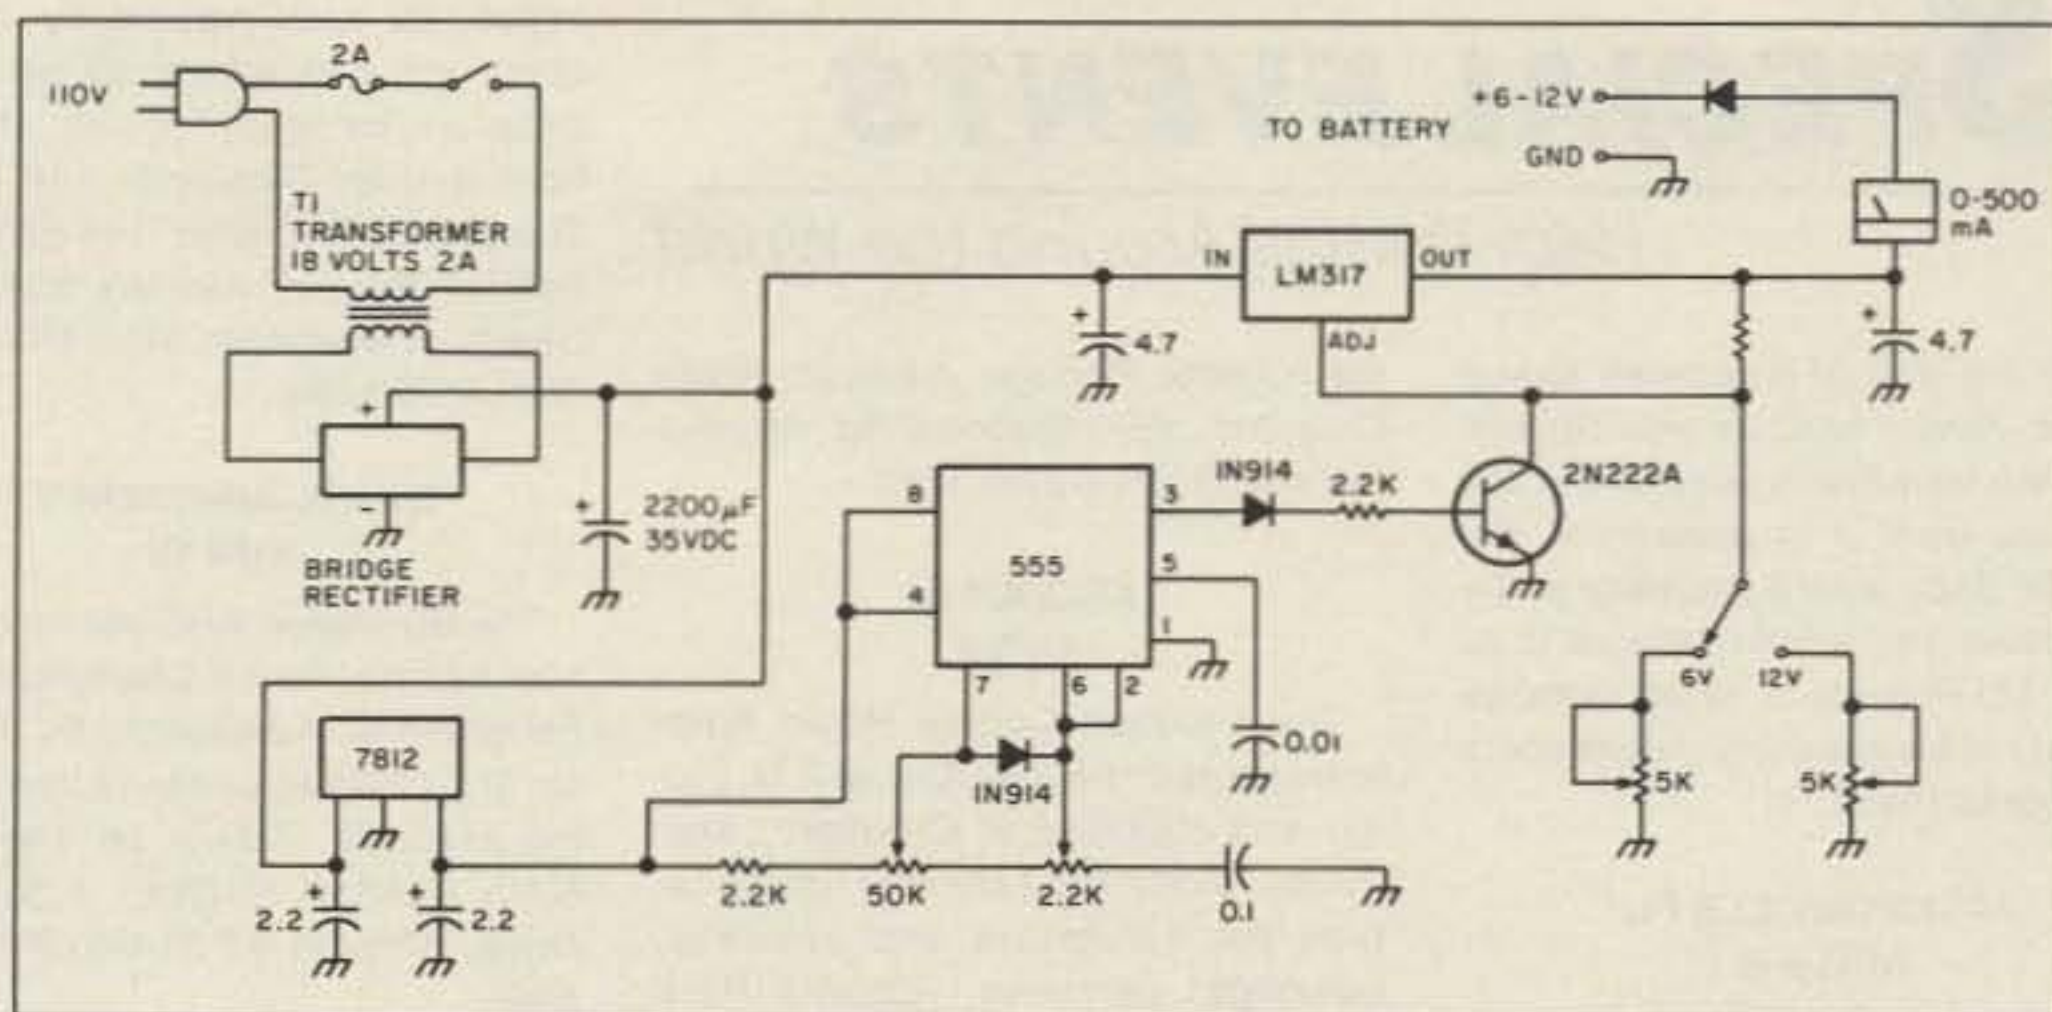 110V
2A
T1
TRANSFORMER
18 VOLTS 2A
+
-
BRIDGE
RECTIFIER
+
2200µF
35VDC
7812
+
2.2
+
2.2
+6-12V
TO BATTERY
GND
0-500
mA
IN
LM317
OUT
ADJ
+
4.7
+
4.7
8
4
555
3
5
1
7
6
2
IN914
2.2K
2N222A
IN914
0.01
2.2K
50K
2.2K
0.1
6V
12V
5K
5K